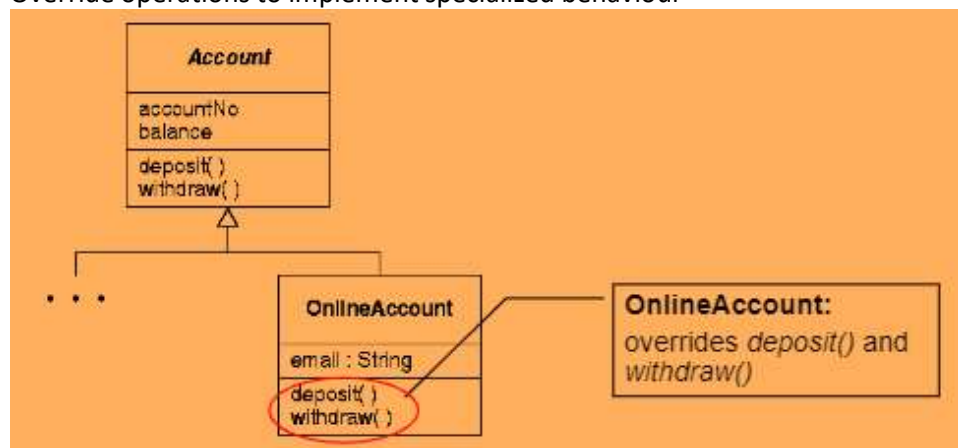 Override operations to implement specialized behaviour
Account
accountNo
balance
deposit( )
withdraw( )
. . .
OnlineAccount
email : String
deposit( )
withdraw( )
OnlineAccount:
overrides deposit() and
withdraw()